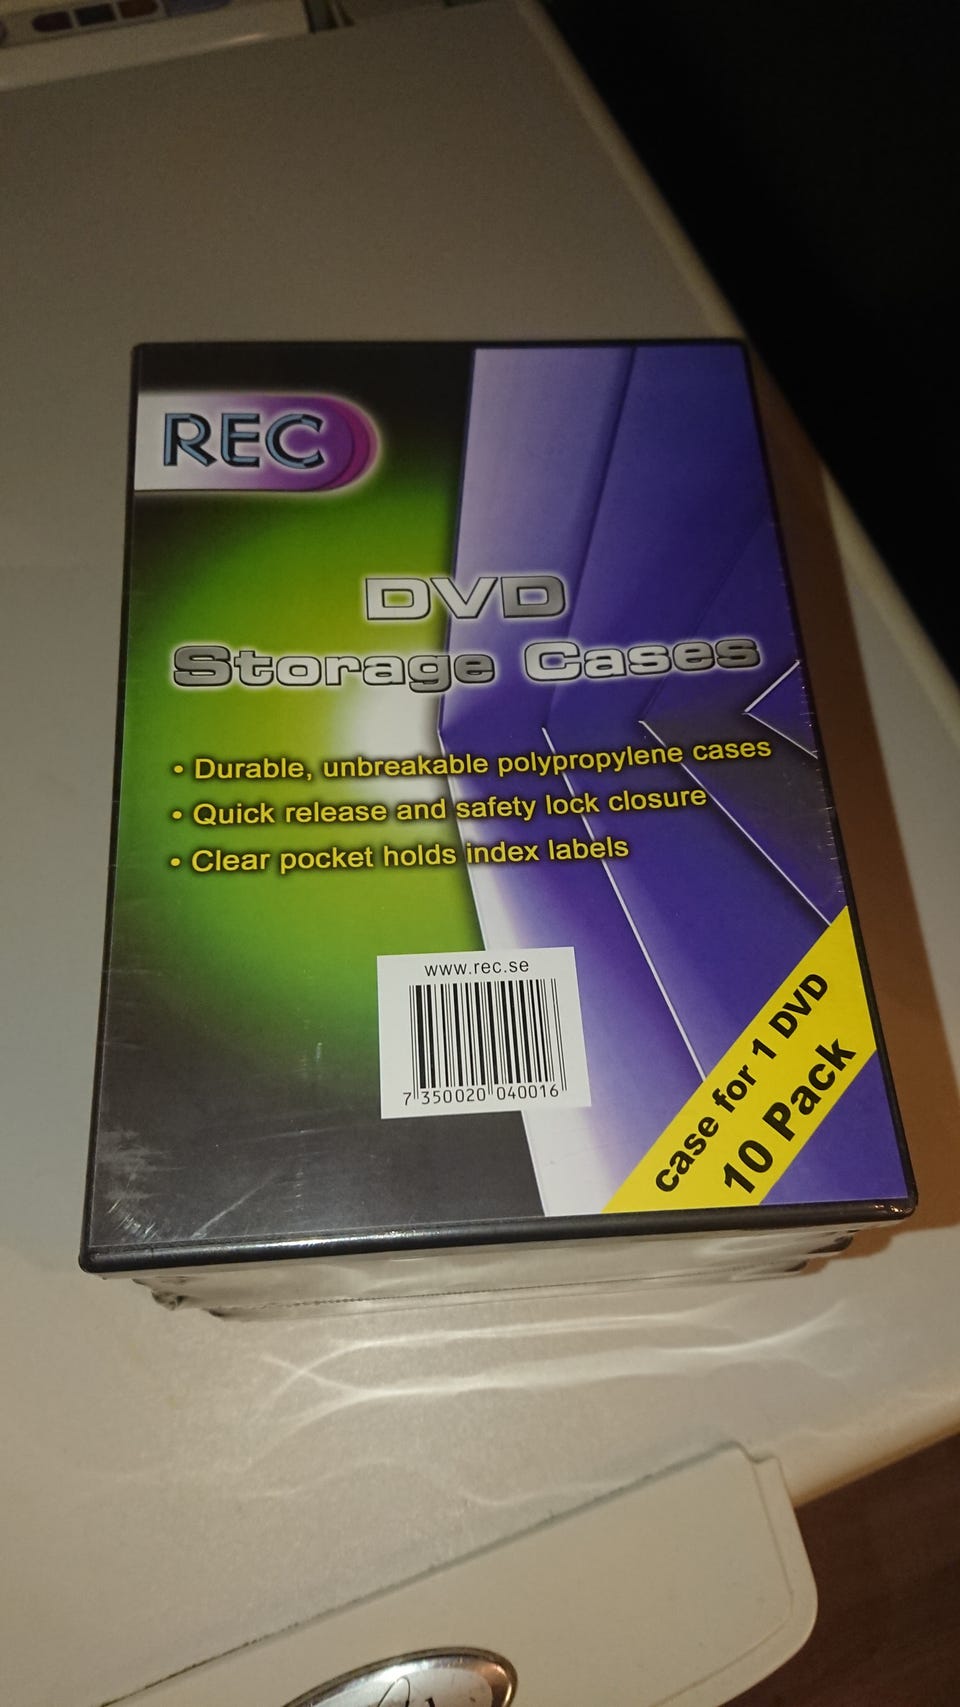 REC
DVD
Storage Cases
• Durable, unbreakable polypropylene cases
• Quick release and safety lock closure
• Clear pocket holds index labels
www.rec.se
7 350020 040016
case for 1 DVD
10 Pack